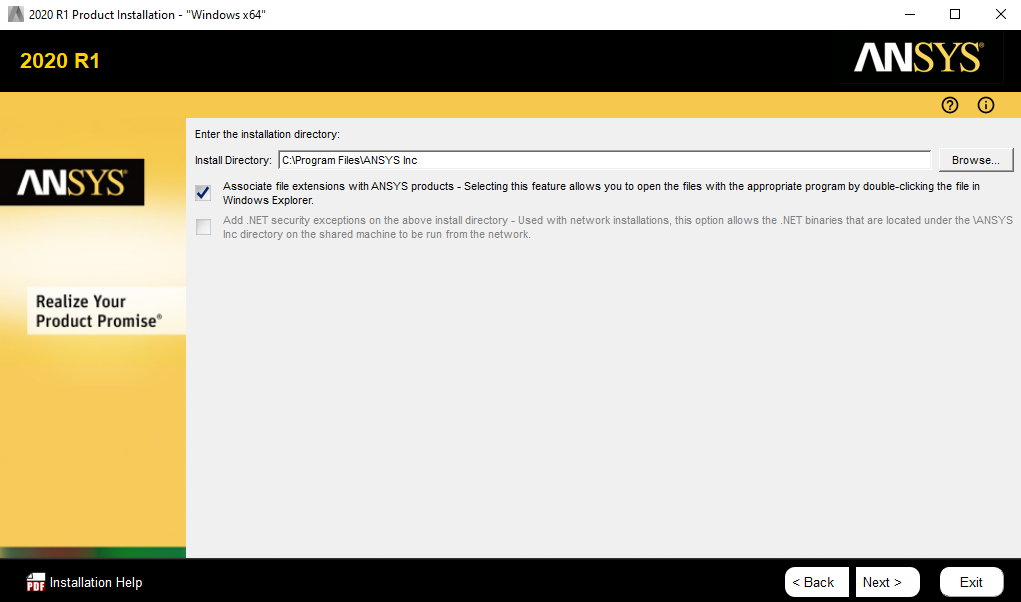 2020 R1 Product Installation - "Windows x64"
2020 R1
ANSYS®
Enter the installation directory:
Install Directory: C:\Program Files\ANSYS Inc Browse...
ANSYS®
Associate file extensions with ANSYS products - Selecting this feature allows you to open the files with the appropriate program by double-clicking the file in
Windows Explorer.
Add .NET security exceptions on the above install directory - Used with network installations, this option allows the .NET binaries that are located under the \ANSYS
Inc directory on the shared machine to be run from the network.
Realize Your
Product Promise®
PDF Installation Help
< Back Next > Exit